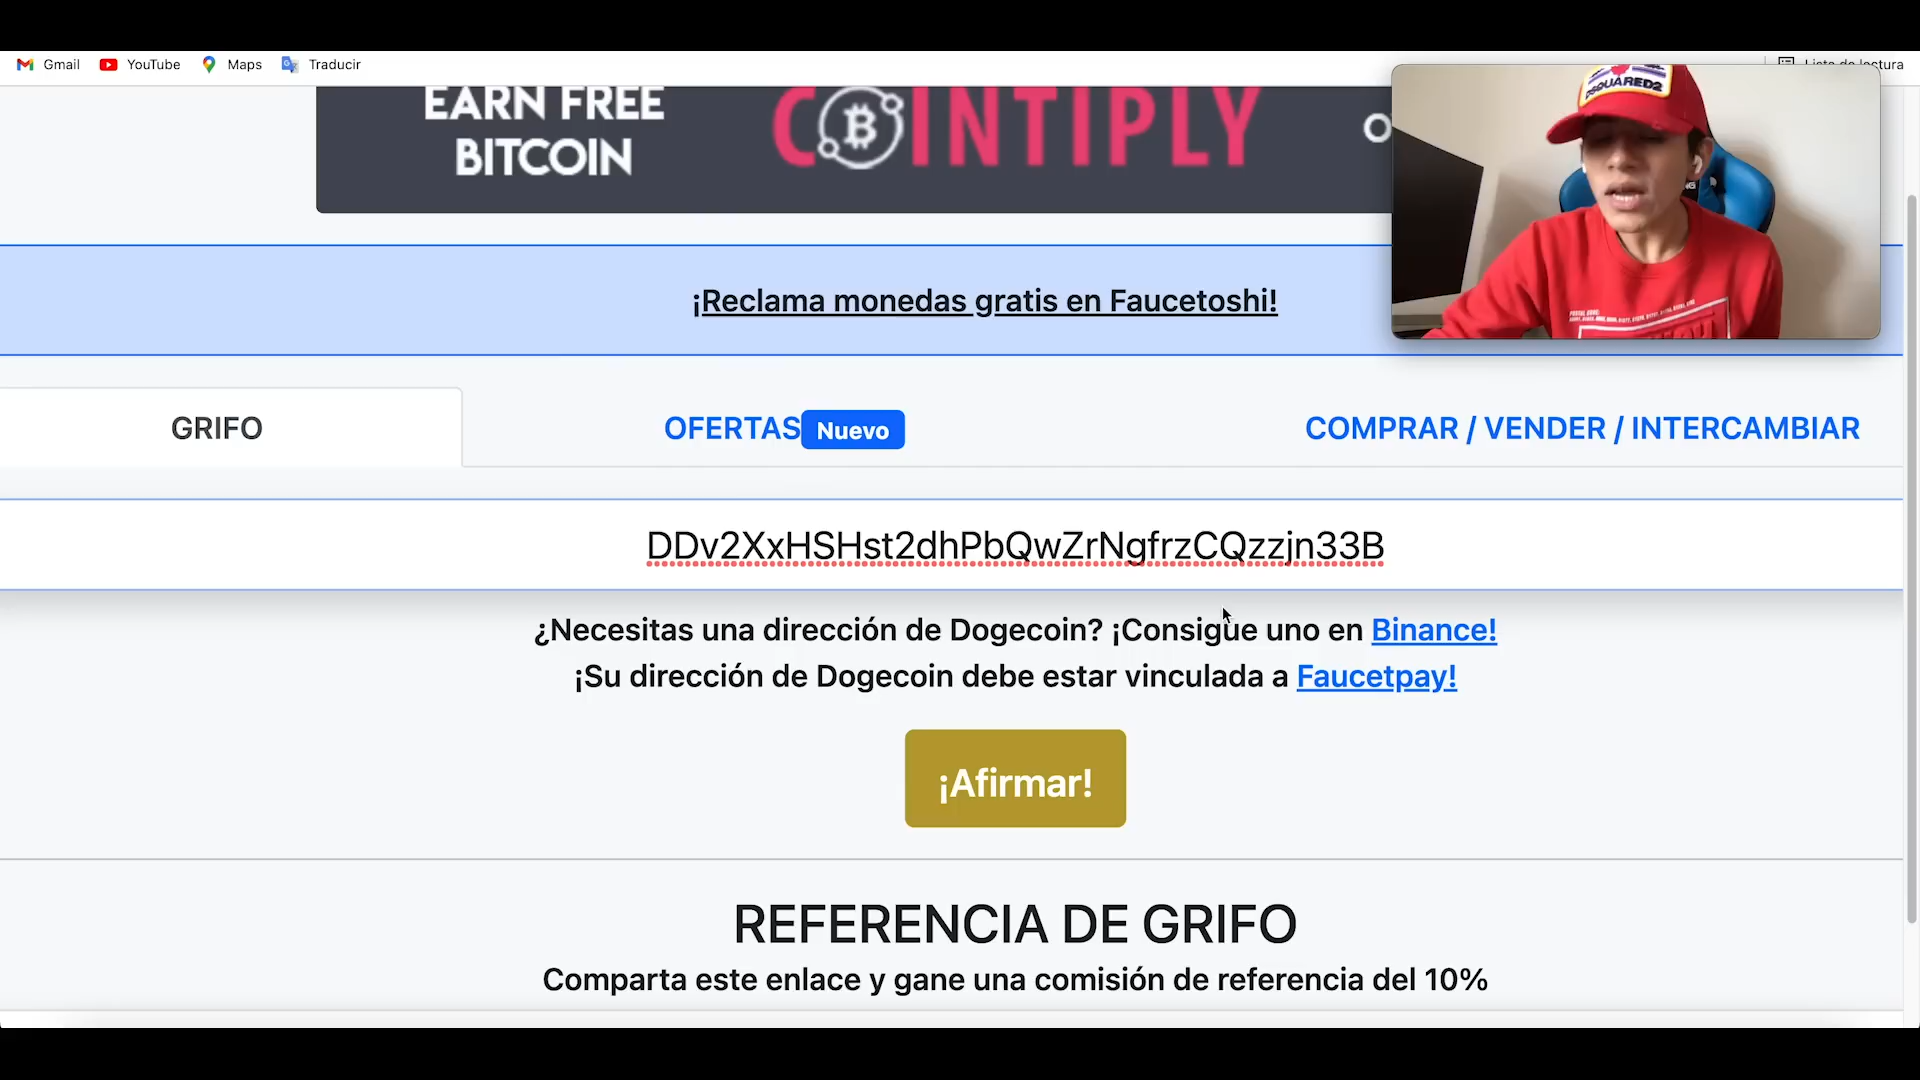 Gmail YouTube Maps Traducir
EARN FREE
BITCOIN
COINTIPLY
DSQUARED2
¡Reclama monedas gratis en Faucetoshi!
GRIFO
OFERTAS Nuevo
COMPRAR / VENDER / INTERCAMBIAR
DDv2XxHSHst2dhPbQwZrNgfrzCQzzjn33B
¿Necesitas una dirección de Dogecoin? ¡Consigue uno en Binance!
¡Su dirección de Dogecoin debe estar vinculada a Faucetpay!
¡Afirmar!
REFERENCIA DE GRIFO
Comparta este enlace y gane una comisión de referencia del 10%